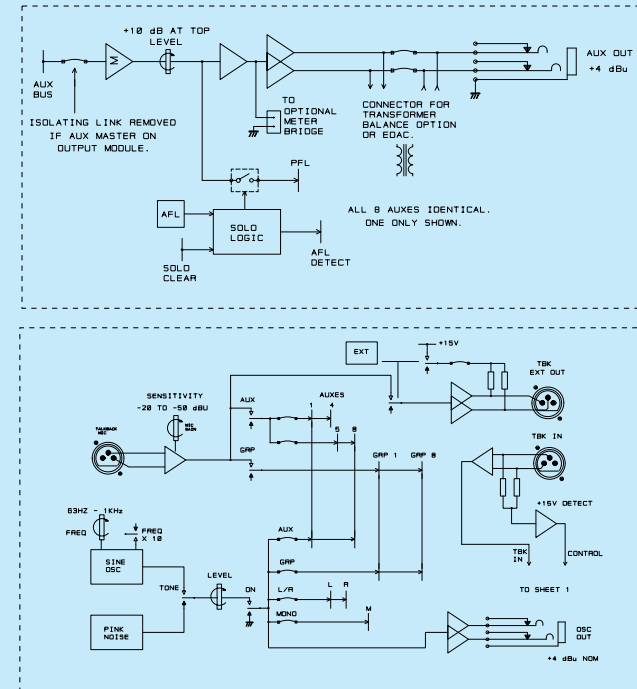 +10 dB AT TOP
LEVEL
M
AUX
BUS
ISOLATING LINK REMOVED
IF AUX MASTER ON
OUTPUT MODULE.
TO
OPTIONAL
METER
BRIDGE
CONNECTOR FOR
TRANSFORMER
BALANCE OPTION
OR EDAC.
AUX OUT
+4 dBu
PFL
AFL
SOLO
LOGIC
SOLO
CLEAR
AFL
DETECT
ALL 8 AUXES IDENTICAL.
ONE ONLY SHOWN.
SENSITIVITY
-20 TO -50 dBU
MIC
GAIN
TALKBACK
MIC
AUX
GRP
AUXES
1 4
5 8
GRP 1 GRP 8
EXT
+15V
TBK
EXT OUT
TBK IN
+15V DETECT
TBK
IN
CONTROL
TO SHEET 1
63HZ - 1KHz
FREQ
FREQ
X 10
SINE
OSC
TONE
LEVEL
ON
PINK
NOISE
AUX
GRP
L/R
L R
MONO
M
OSC
OUT
+4 dBu NOM